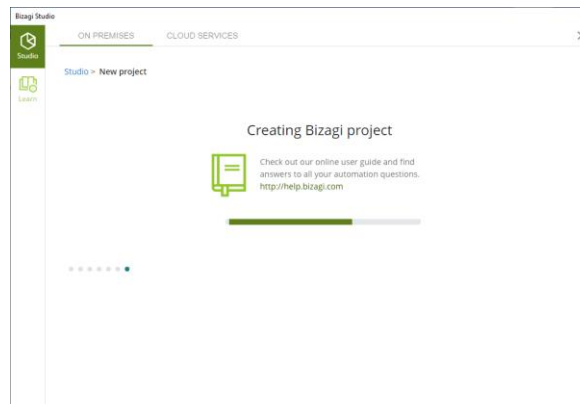 Bizagi Studio
Studio
Learn
ON PREMISES CLOUD SERVICES
Studio > New project
Creating Bizagi project
Check out our online user guide and find
answers to all your automation questions.
http://help.bizagi.com